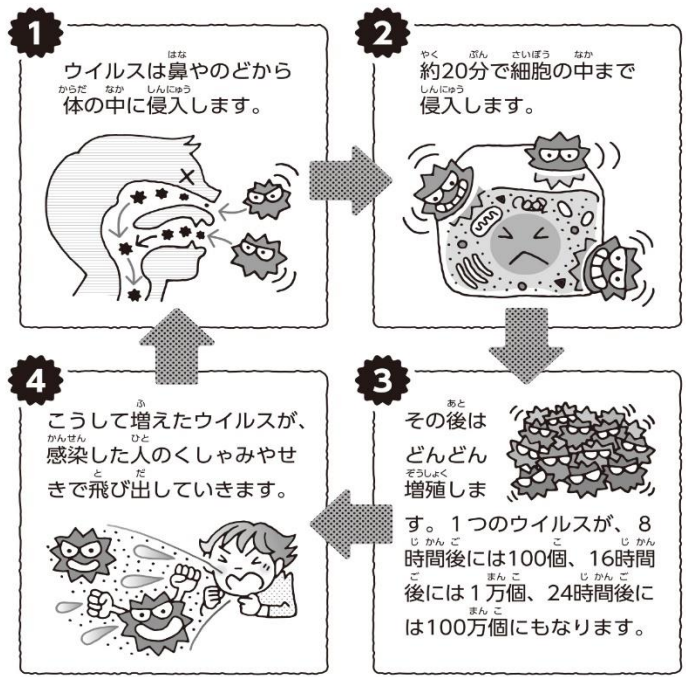 1
ウイルスは鼻やのどから
体の中に侵入します。
2
約20分で細胞の中まで
侵入します。
3
その後は
どんどん
増殖しま
す。1つのウイルスが、8
時間後には100個、16時間
後には1万個、24時間後に
は100万個にもなります。
4
こうして増えたウイルスが、
感染した人のくしゃみやせ
きで飛び出していきます。